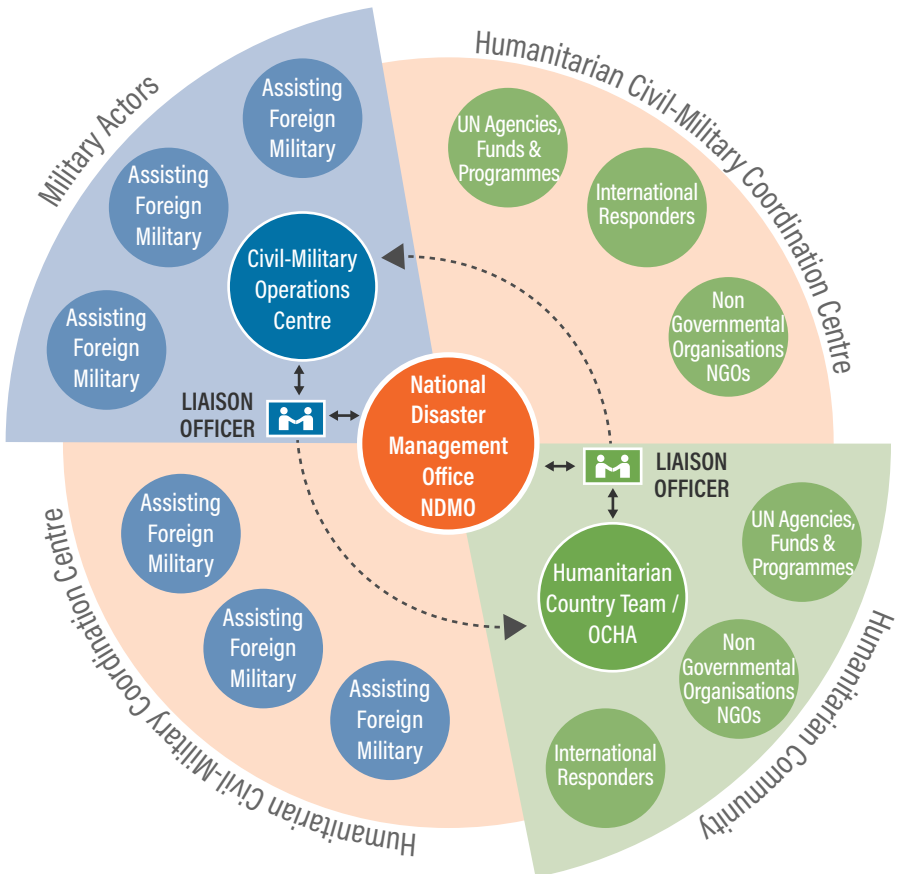 Military Actors
Assisting
Foreign
Military
Assisting
Foreign
Military
Assisting
Foreign
Military
Civil-Military
Operations
Centre
LIAISON
OFFICER
Humanitarian Civil-Military Coordination Centre
UN Agencies,
Funds &
Programmes
International
Responders
Non
Governmental
Organisations
NGOs
National
Disaster
Management
Office
NDMO
LIAISON
OFFICER
Humanitarian
Country Team /
OCHA
UN Agencies,
Funds &
Programmes
Non
Governmental
Organisations
NGOs
International
Responders
Humanitarian Community
Assisting
Foreign
Military
Assisting
Foreign
Military
Assisting
Foreign
Military
Humanitarian Civil-Military Coordination Centre